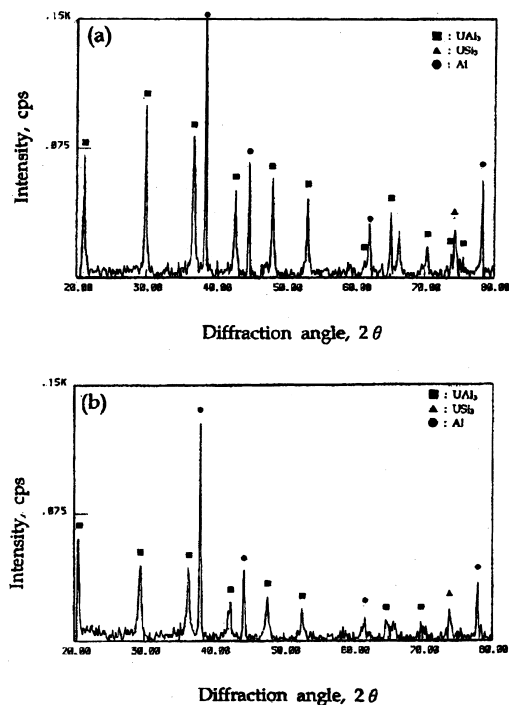 .15K
(a)
■ : UAl₃
▲ : USi₃
● : Al
Intensity, cps
.075
20.00 30.00 40.00 50.00 60.00 70.00 80.00
Diffraction angle, 2θ
.15K
(b)
■ : UAl₃
▲ : USi₃
● : Al
Intensity, cps
.075
20.00 30.00 40.00 50.00 60.00 70.00 80.00
Diffraction angle, 2θ